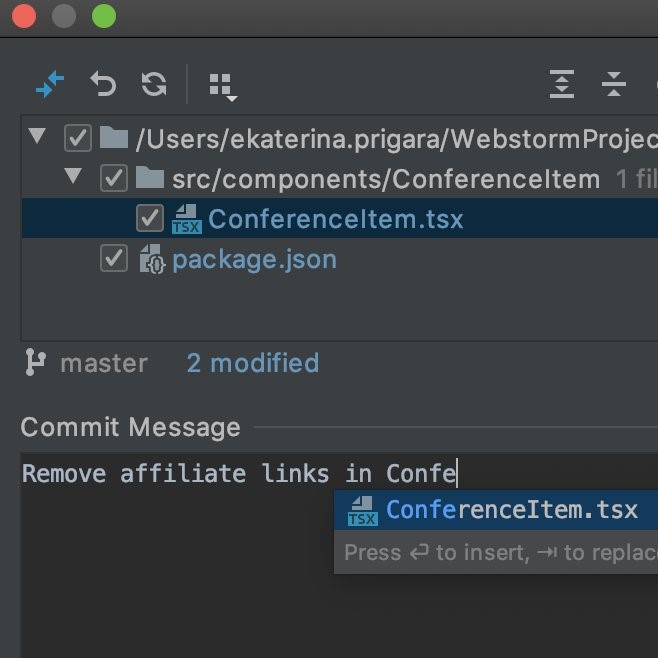 /Users/ekaterina.prigara/WebstormProjec
src/components/ConferenceItem 1 fil
TSX ConferenceItem.tsx
package.json
master 2 modified
Commit Message
Remove affiliate links in Confe
TSX ConferenceItem.tsx
Press ↩ to insert, ⇥ to replac